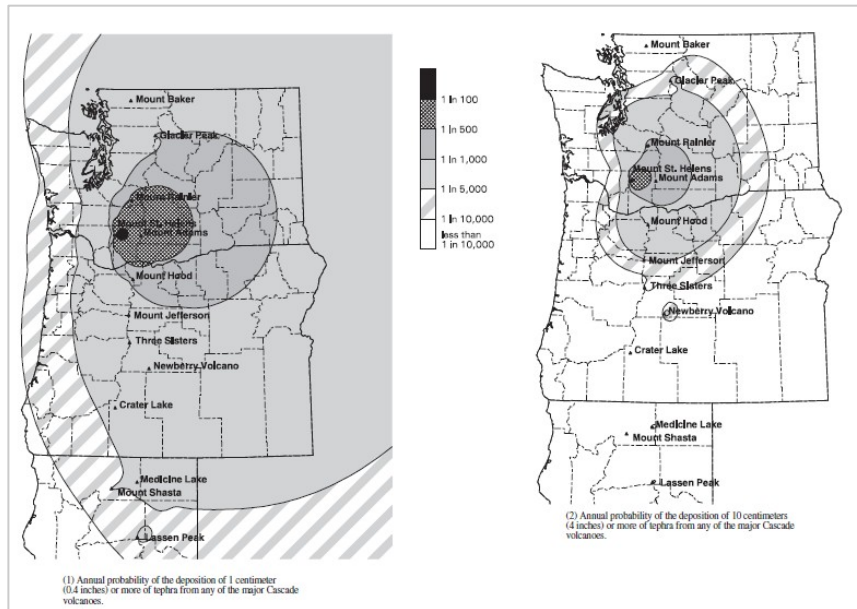 Mount Baker
Glacier Peak
Mount Rainier
Mount St. Helens
Mount Adams
Mount Hood
Mount Jefferson
Three Sisters
Newberry Volcano
Crater Lake
Medicine Lake
Mount Shasta
Lassen Peak
(1) Annual probability of the deposition of 1 centimeter
(0.4 inches) or more of tephra from any of the major Cascade
volcanoes.
1 in 100
1 in 500
1 in 1,000
1 in 5,000
1 in 10,000
less than
1 in 10,000
Mount Baker
Glacier Peak
Mount Rainier
Mount St. Helens
Mount Adams
Mount Hood
Mount Jefferson
Three Sisters
Newberry Volcano
Crater Lake
Medicine Lake
Mount Shasta
Lassen Peak
(2) Annual probability of the deposition of 10 centimeters
(4 inches) or more of tephra from any of the major Cascade
volcanoes.